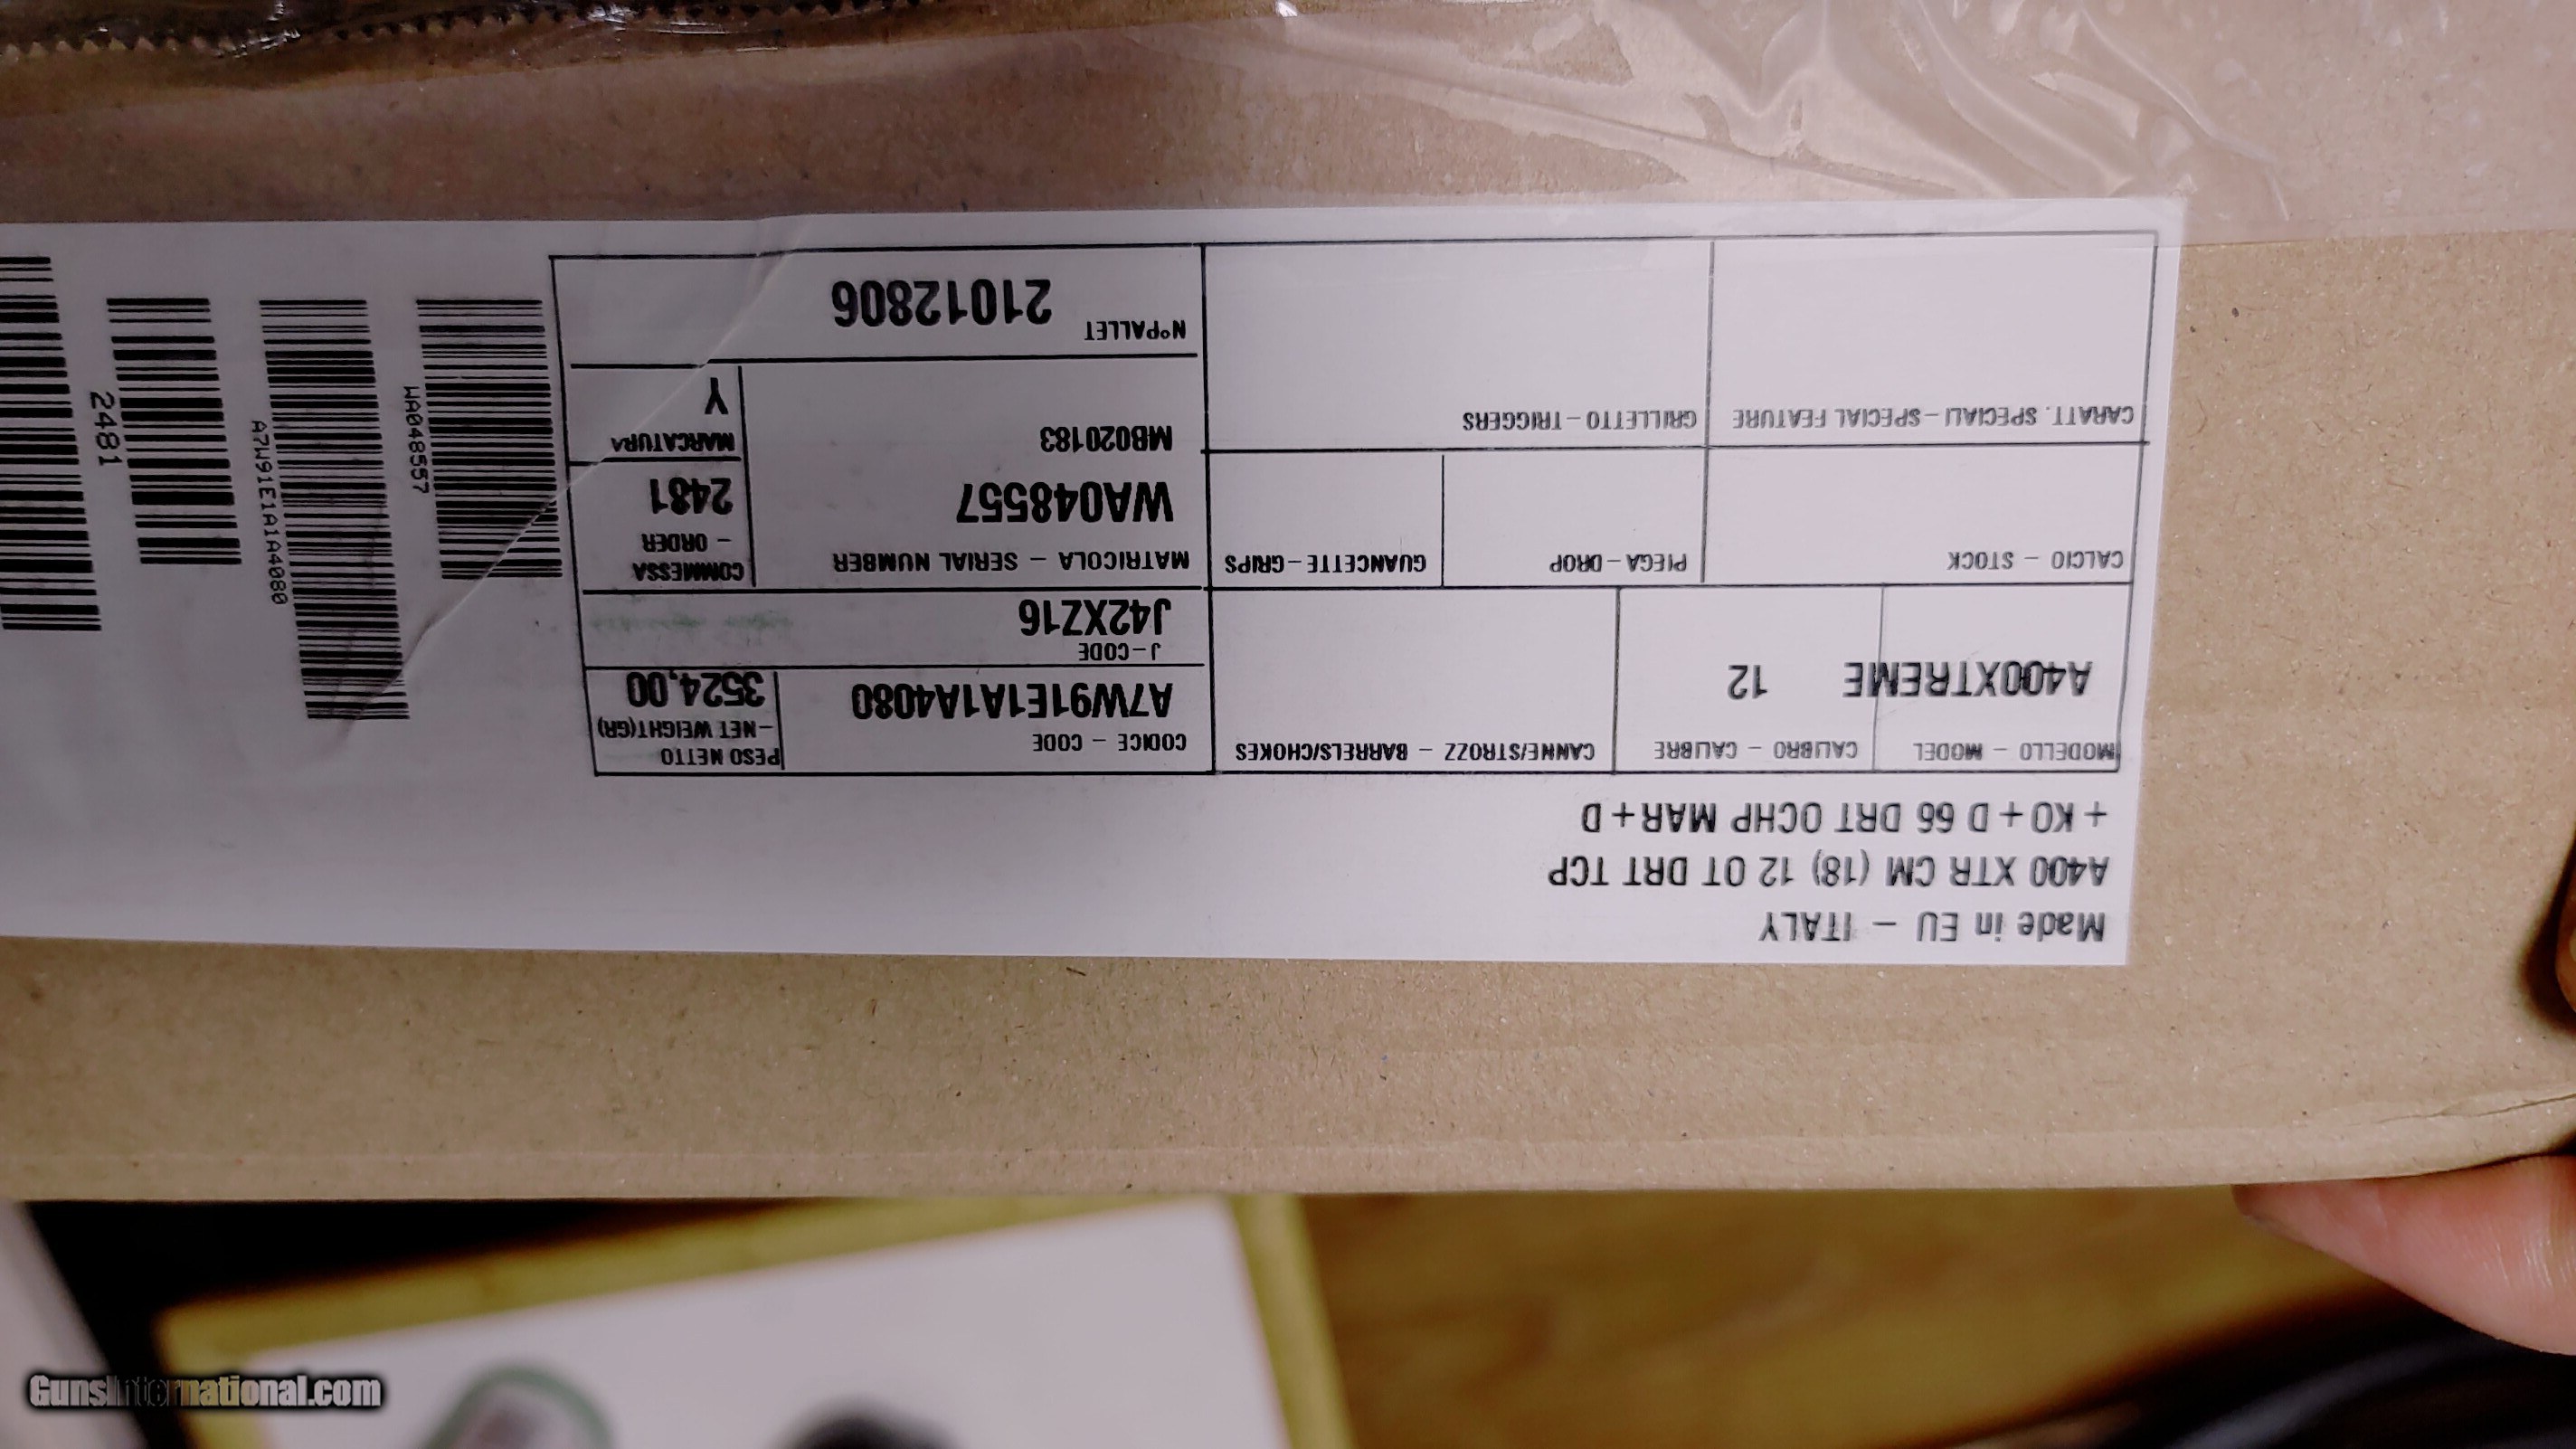 Made in EU – ITALY
A400 XTR CM (18) 12 OT DRT TCP
+ KO + D 66 DRT OCHP MAR+D
MODELLO – MODEL
A400XTREME
CALIBRO – CALIBRE
12
CANNE/STROZZ – BARRELS/CHOKES
CODICE – CODE
A7W91E1A1A4080
PESO NETTO
–NET WEIGHT(GR)
3524,00
J–CODE
J42XZ16
CALCIO – STOCK
PIEGA–DROP
GUANCETTE–GRIPS
MATRICOLA – SERIAL NUMBER
WA048557
MB020183
COMMESSA
– ORDER
2481
MARCATURA
Y
CARATT. SPECIALI–SPECIAL FEATURE
GRILLETTO–TRIGGERS
N°PALLET
21012806
WA048557
A7W91E1A1A4080
2481
GunsInternational.com